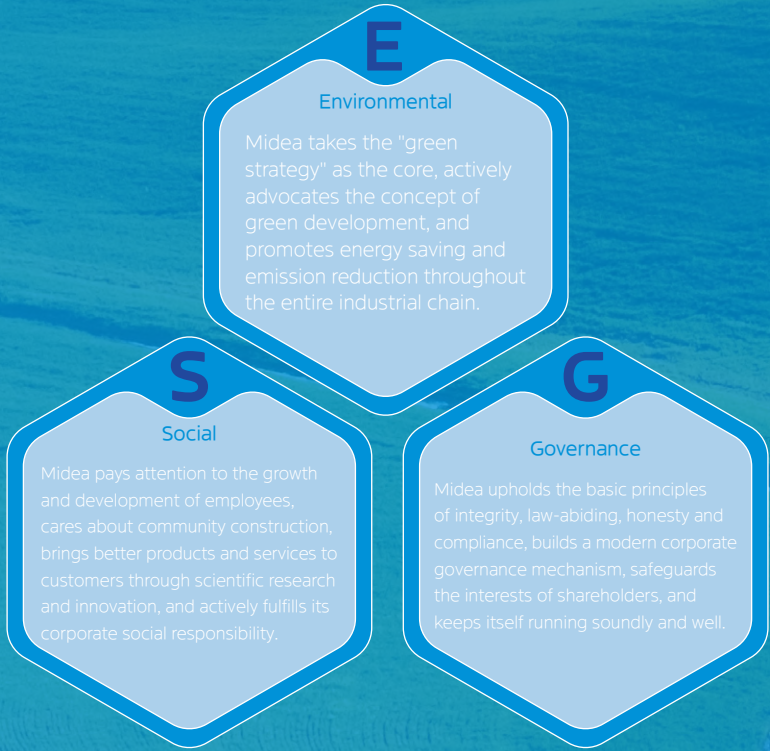 E
Environmental
Midea takes the "green
strategy" as the core, actively
advocates the concept of
green development, and
promotes energy saving and
emission reduction throughout
the entire industrial chain.
S
Social
Midea pays attention to the growth
and development of employees,
cares about community construction,
brings better products and services to
customers through scientific research
and innovation, and actively fulfills its
corporate social responsibility.
G
Governance
Midea upholds the basic principles
of integrity, law-abiding, honesty and
compliance, builds a modern corporate
governance mechanism, safeguards
the interests of shareholders, and
keeps itself running soundly and well.